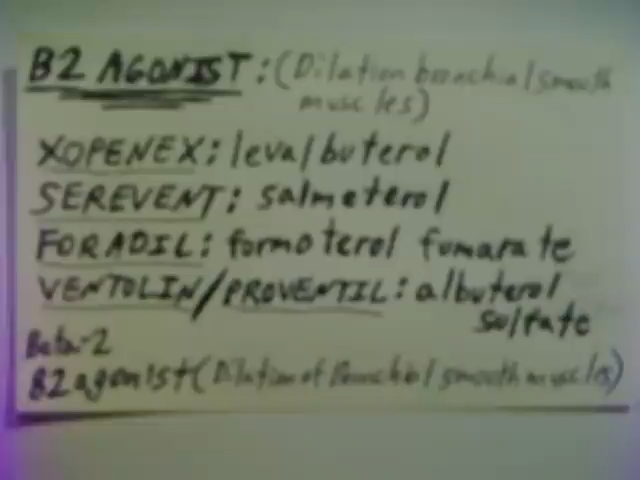 B2 AGONIST: (Dilation bronchial smooth
muscles)
XOPENEX: levalbuterol
SEREVENT: salmeterol
FORADIL: formoterol fumarate
VENTOLIN/PROVENTIL: albuterol
sulfate
Beta-2
B2 agonist (Dilation of Bronchial smooth muscles)